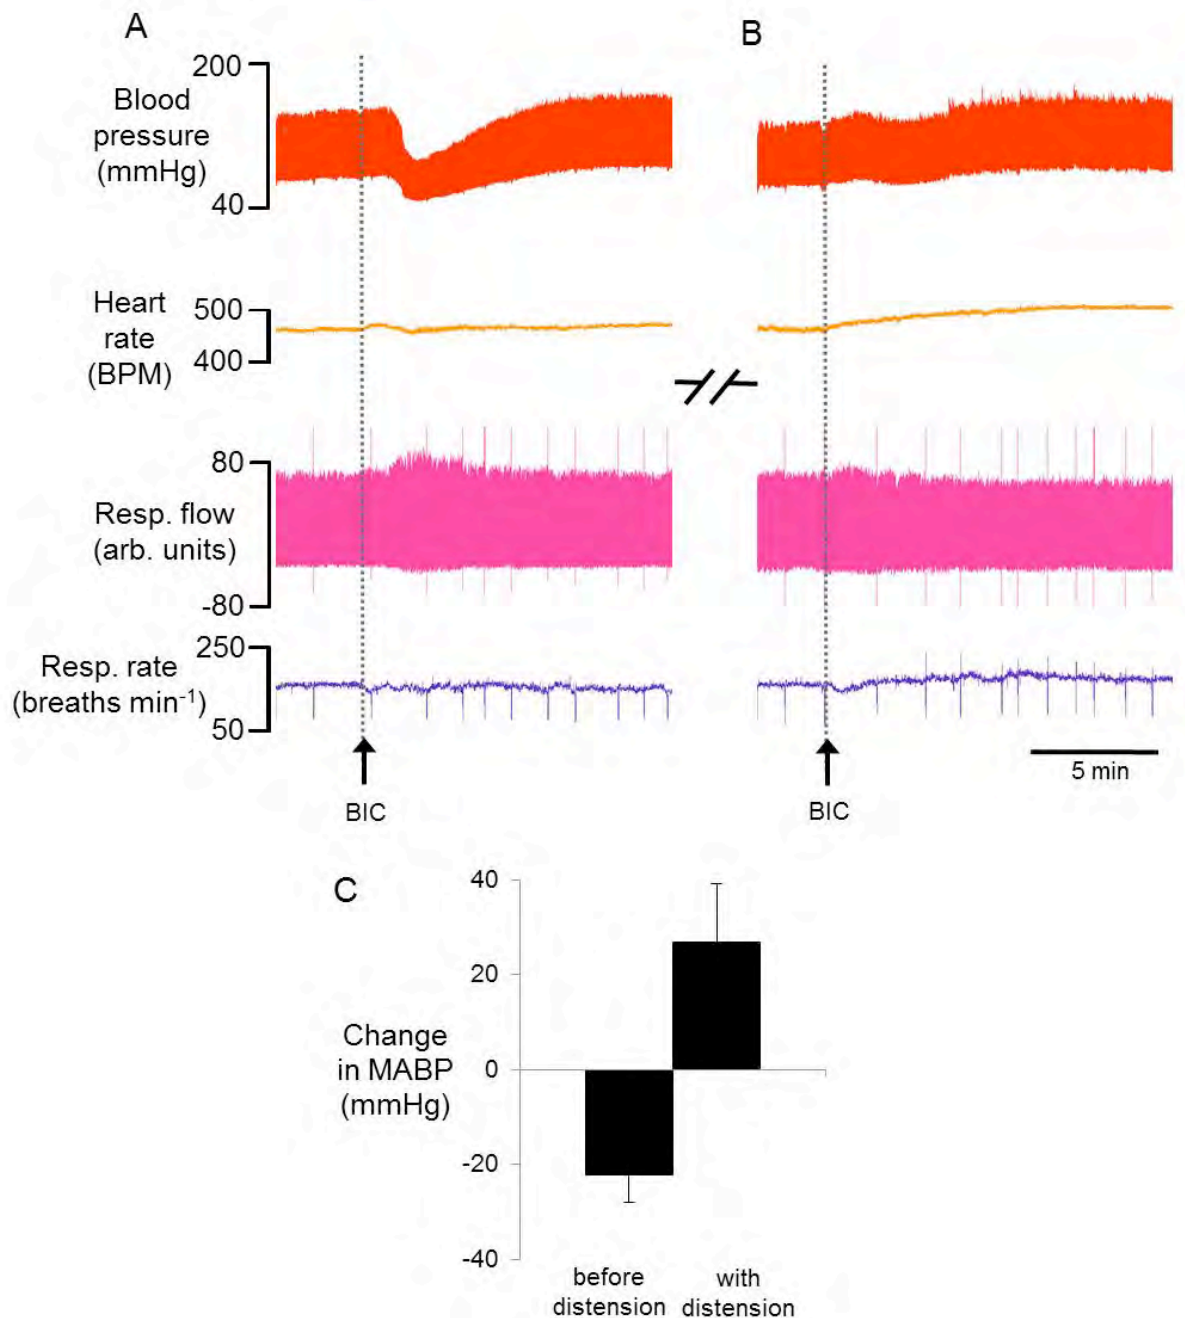 A
B
200
Blood
pressure
(mmHg)
40
Heart
rate
(BPM)
500
400
80
Resp. flow
(arb. units)
-80
250
Resp. rate
(breaths min⁻¹)
50
BIC
BIC
5 min
C
40
20
0
-20
-40
Change
in MABP
(mmHg)
before
distension
with
distension